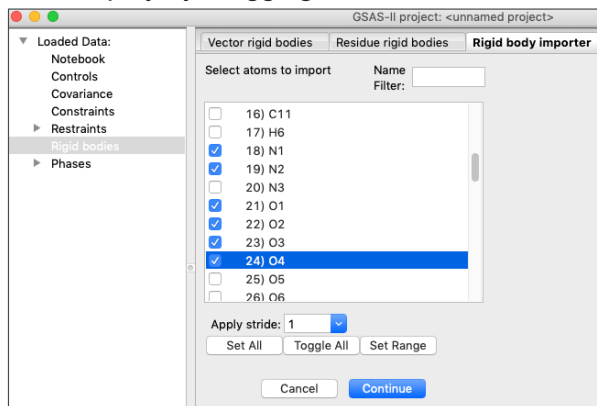 GSAS-II project: <unnamed project>
Loaded Data:
Notebook
Controls
Covariance
Constraints
Restraints
Rigid bodies
Phases
Vector rigid bodies
Residue rigid bodies
Rigid body importer
Select atoms to import
Name
Filter:
16) C11
17) H6
18) N1
19) N2
20) N3
21) O1
22) O2
23) O3
24) O4
25) O5
26) O6
Apply stride: 1
Set All
Toggle All
Set Range
Cancel
Continue